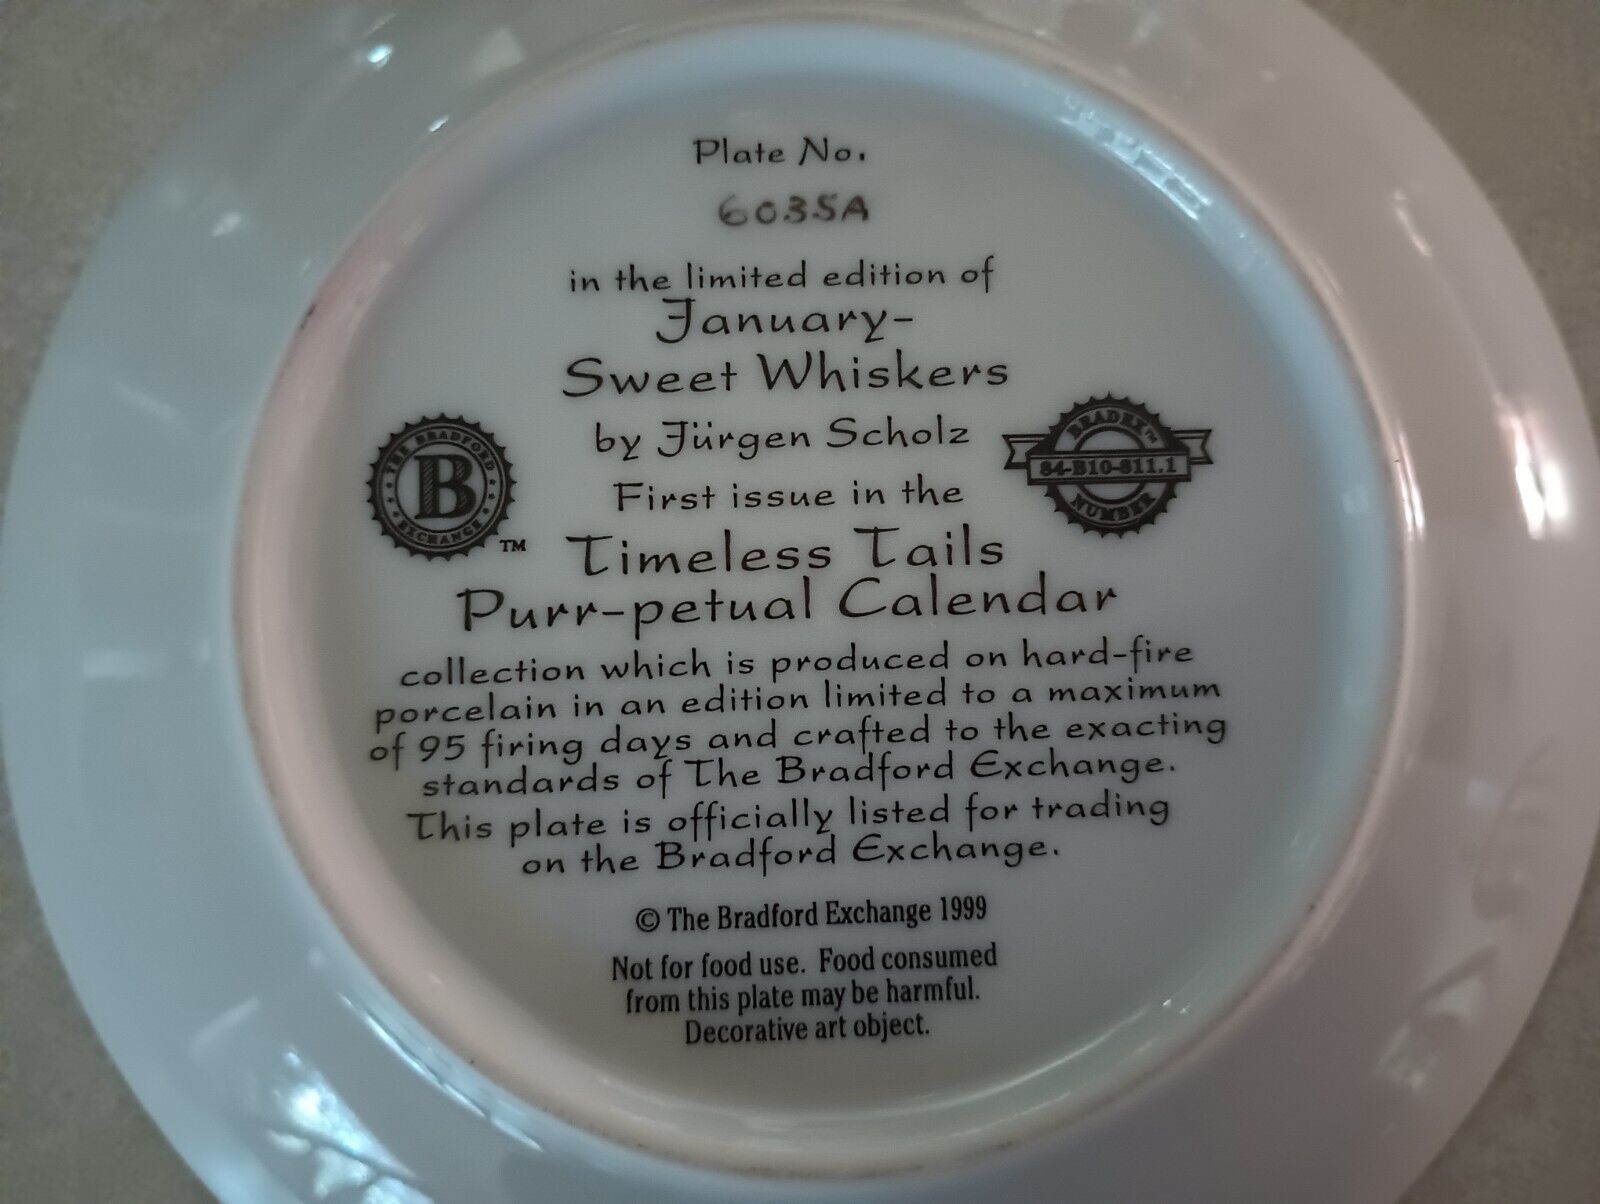 Plate No.
6035A
in the limited edition of
January-
Sweet Whiskers
by Jürgen Scholz
First issue in the
Timeless Tails
Purr-petual Calendar
collection which is produced on hard-fire
porcelain in an edition limited to a maximum
of 95 firing days and crafted to the exacting
standards of The Bradford Exchange.
This plate is officially listed for trading
on the Bradford Exchange.
© The Bradford Exchange 1999
Not for food use. Food consumed
from this plate may be harmful.
Decorative art object.
THE BRADFORD
B
EXCHANGE
TM
BRADEX™
84-B10-811.1
NUMBER